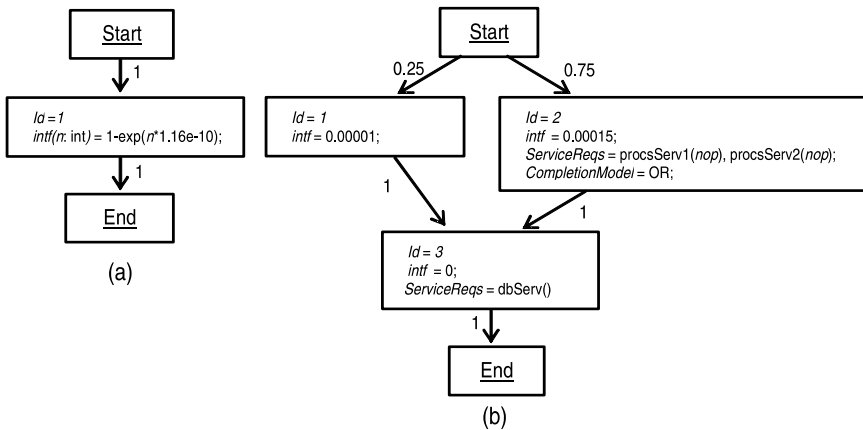 Start
1
Id = 1
intf(n: int) = 1-exp(n*1.16e-10);
1
End
(a)
Start
0.25
0.75
Id = 1
intf = 0.00001;
Id = 2
intf = 0.00015;
ServiceReqs = procsServ1(nop), procsServ2(nop);
CompletionModel = OR;
1
1
Id = 3
intf = 0;
ServiceReqs = dbServ()
1
End
(b)